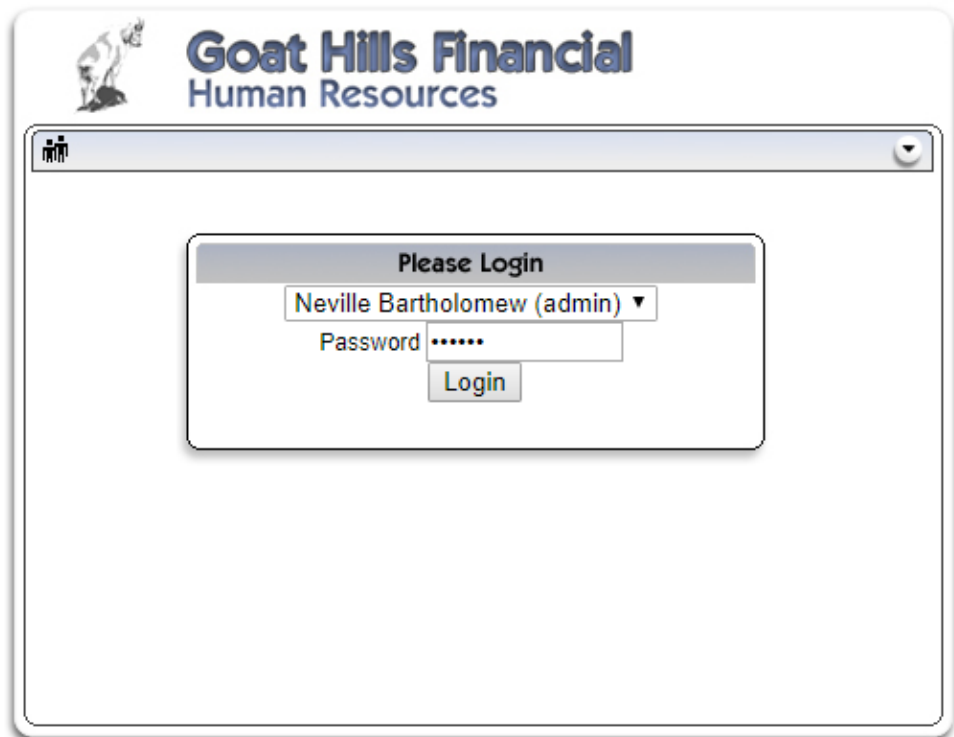 Goat Hills Financial
Human Resources
Please Login
Neville Bartholomew (admin)
Password ••••••
Login